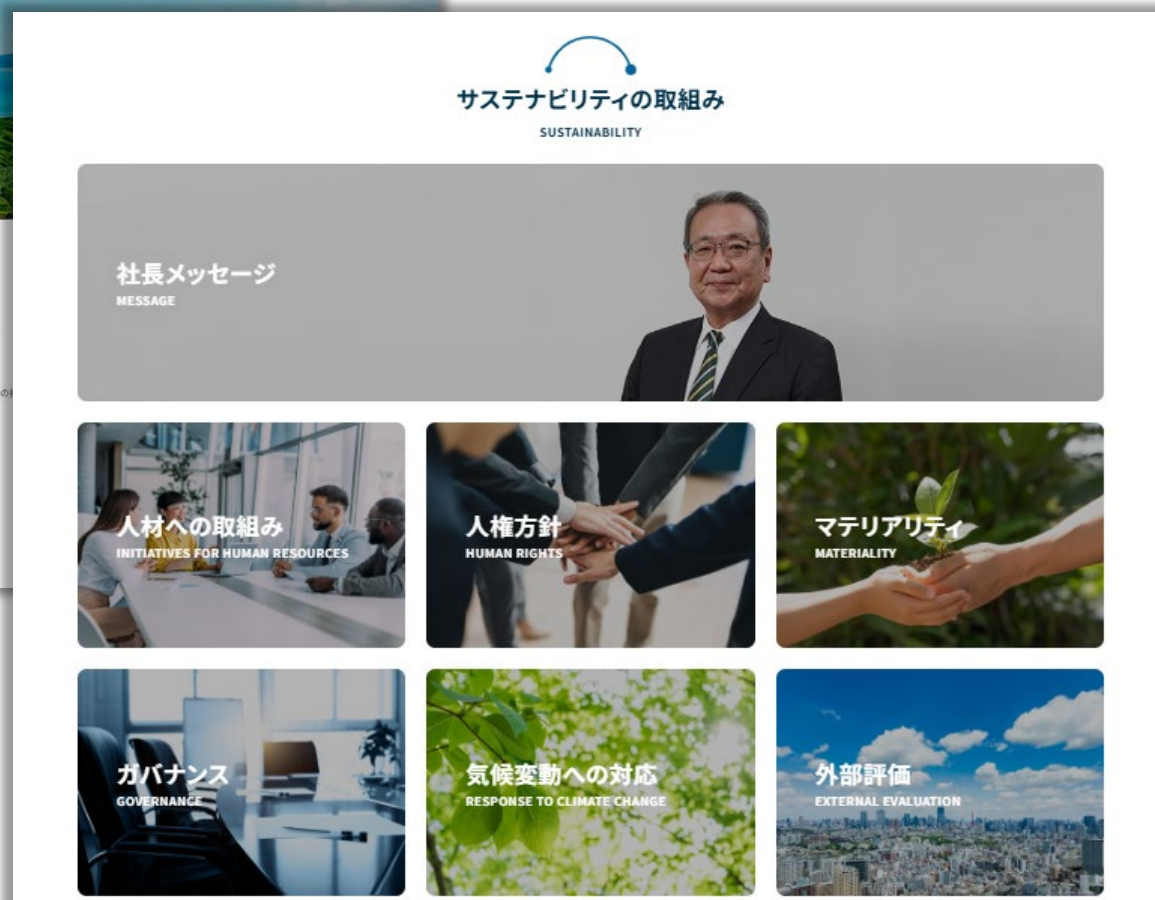 サステナビリティの取組み
SUSTAINABILITY
社長メッセージ
MESSAGE
人材への取組み
INITIATIVES FOR HUMAN RESOURCES
人権方針
HUMAN RIGHTS
マテリアリティ
MATERIALITY
ガバナンス
GOVERNANCE
気候変動への対応
RESPONSE TO CLIMATE CHANGE
外部評価
EXTERNAL EVALUATION